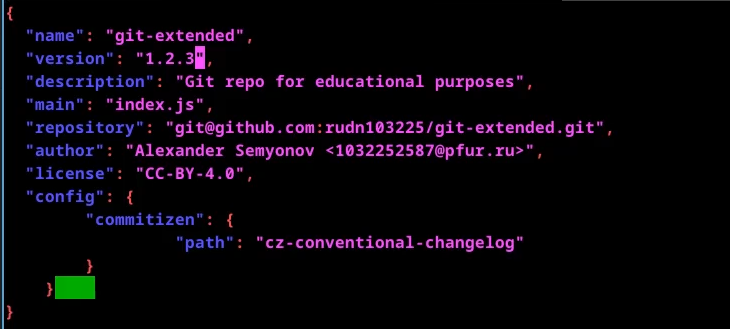 {
  "name": "git-extended",
  "version": "1.2.3",
  "description": "Git repo for educational purposes",
  "main": "index.js",
  "repository": "git@github.com:rudn103225/git-extended.git",
  "author": "Alexander Semyonov <1032252587@pfur.ru>",
  "license": "CC-BY-4.0",
  "config": {
        "commitizen": {
                 "path": "cz-conventional-changelog"
        }
    }
}